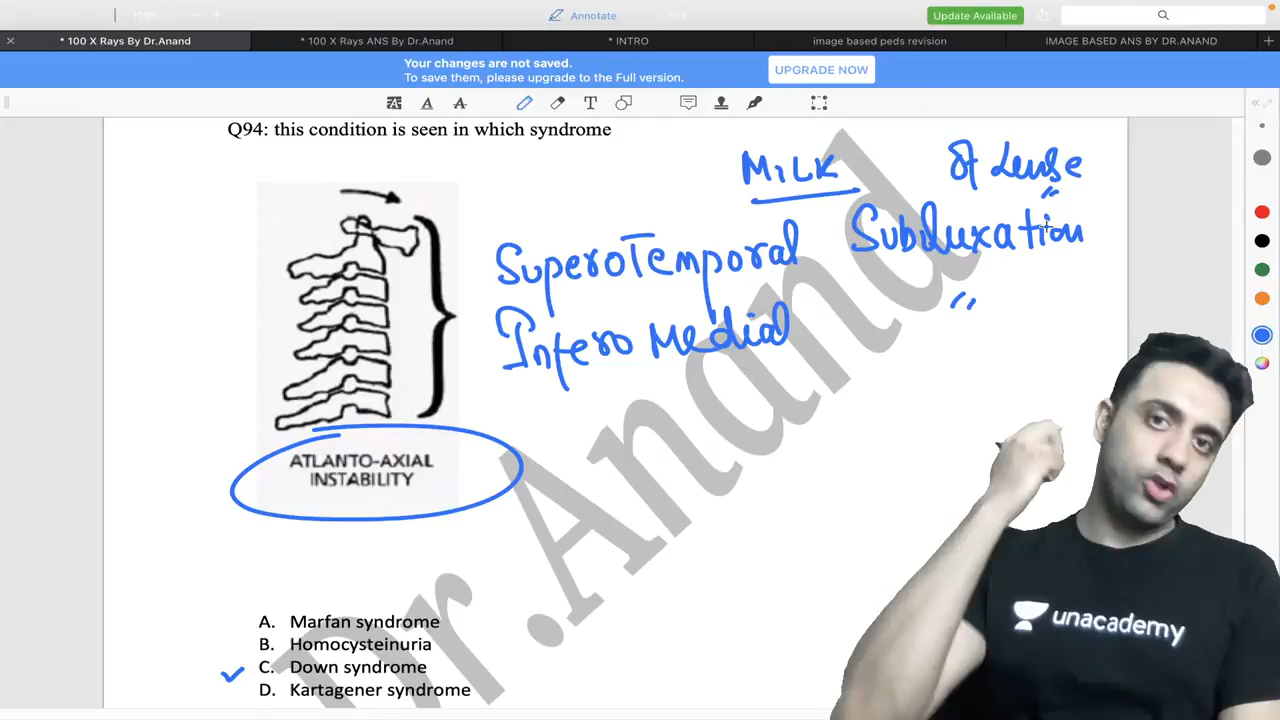 Annotate
Update Available
* 100 X Rays By Dr.Anand
* 100 X Rays ANS By Dr.Anand
* INTRO
image based peds revision
IMAGE BASED ANS BY DR.ANAND
Your changes are not saved.
To save them, please upgrade to the Full version.
UPGRADE NOW
Q94: this condition is seen in which syndrome
MILK
of Lense
SuperoTemporal Subluxation
Infero Medial "
ATLANTO-AXIAL
INSTABILITY
A. Marfan syndrome
B. Homocysteinuria
C. Down syndrome
D. Kartagener syndrome
Dr.Anand
unacademy